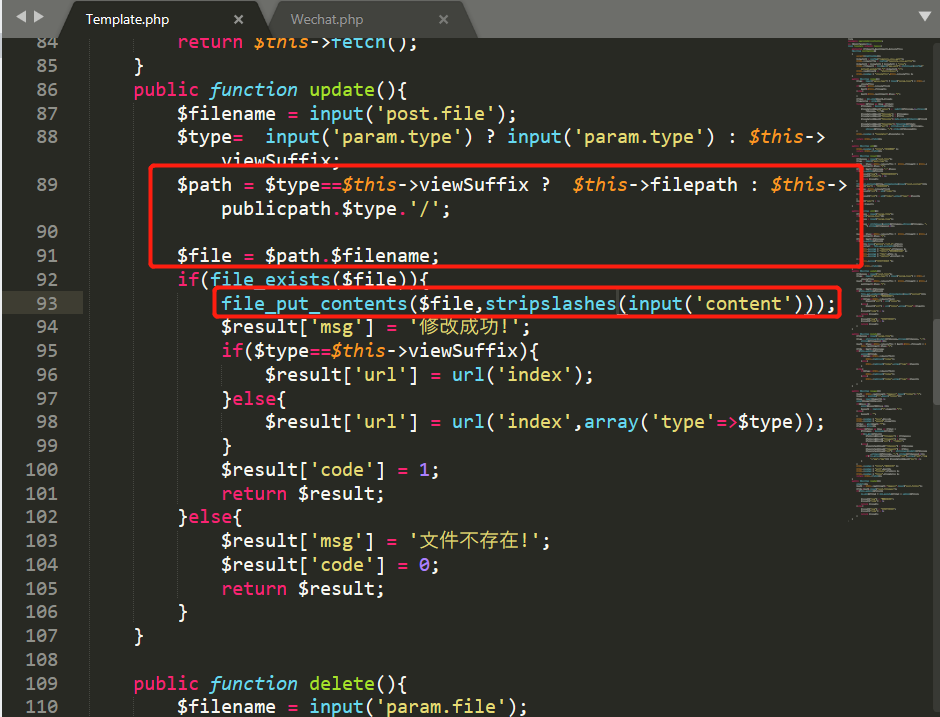 Template.php × Wechat.php ×
84 return $this->fetch();
85 }
86 public function update(){
87 $filename = input('post.file');
88 $type= input('param.type') ? input('param.type') : $this->
viewSuffix;
89 $path = $type==$this->viewSuffix ? $this->filepath : $this->
publicpath.$type.'/';
90
91 $file = $path.$filename;
92 if(file_exists($file)){
93 file_put_contents($file,stripslashes(input('content')));
94 $result['msg'] = '修改成功!';
95 if($type==$this->viewSuffix){
96 $result['url'] = url('index');
97 }else{
98 $result['url'] = url('index',array('type'=>$type));
99 }
100 $result['code'] = 1;
101 return $result;
102 }else{
103 $result['msg'] = '文件不存在!';
104 $result['code'] = 0;
105 return $result;
106 }
107 }
108
109 public function delete(){
110 $filename = input('param.file');